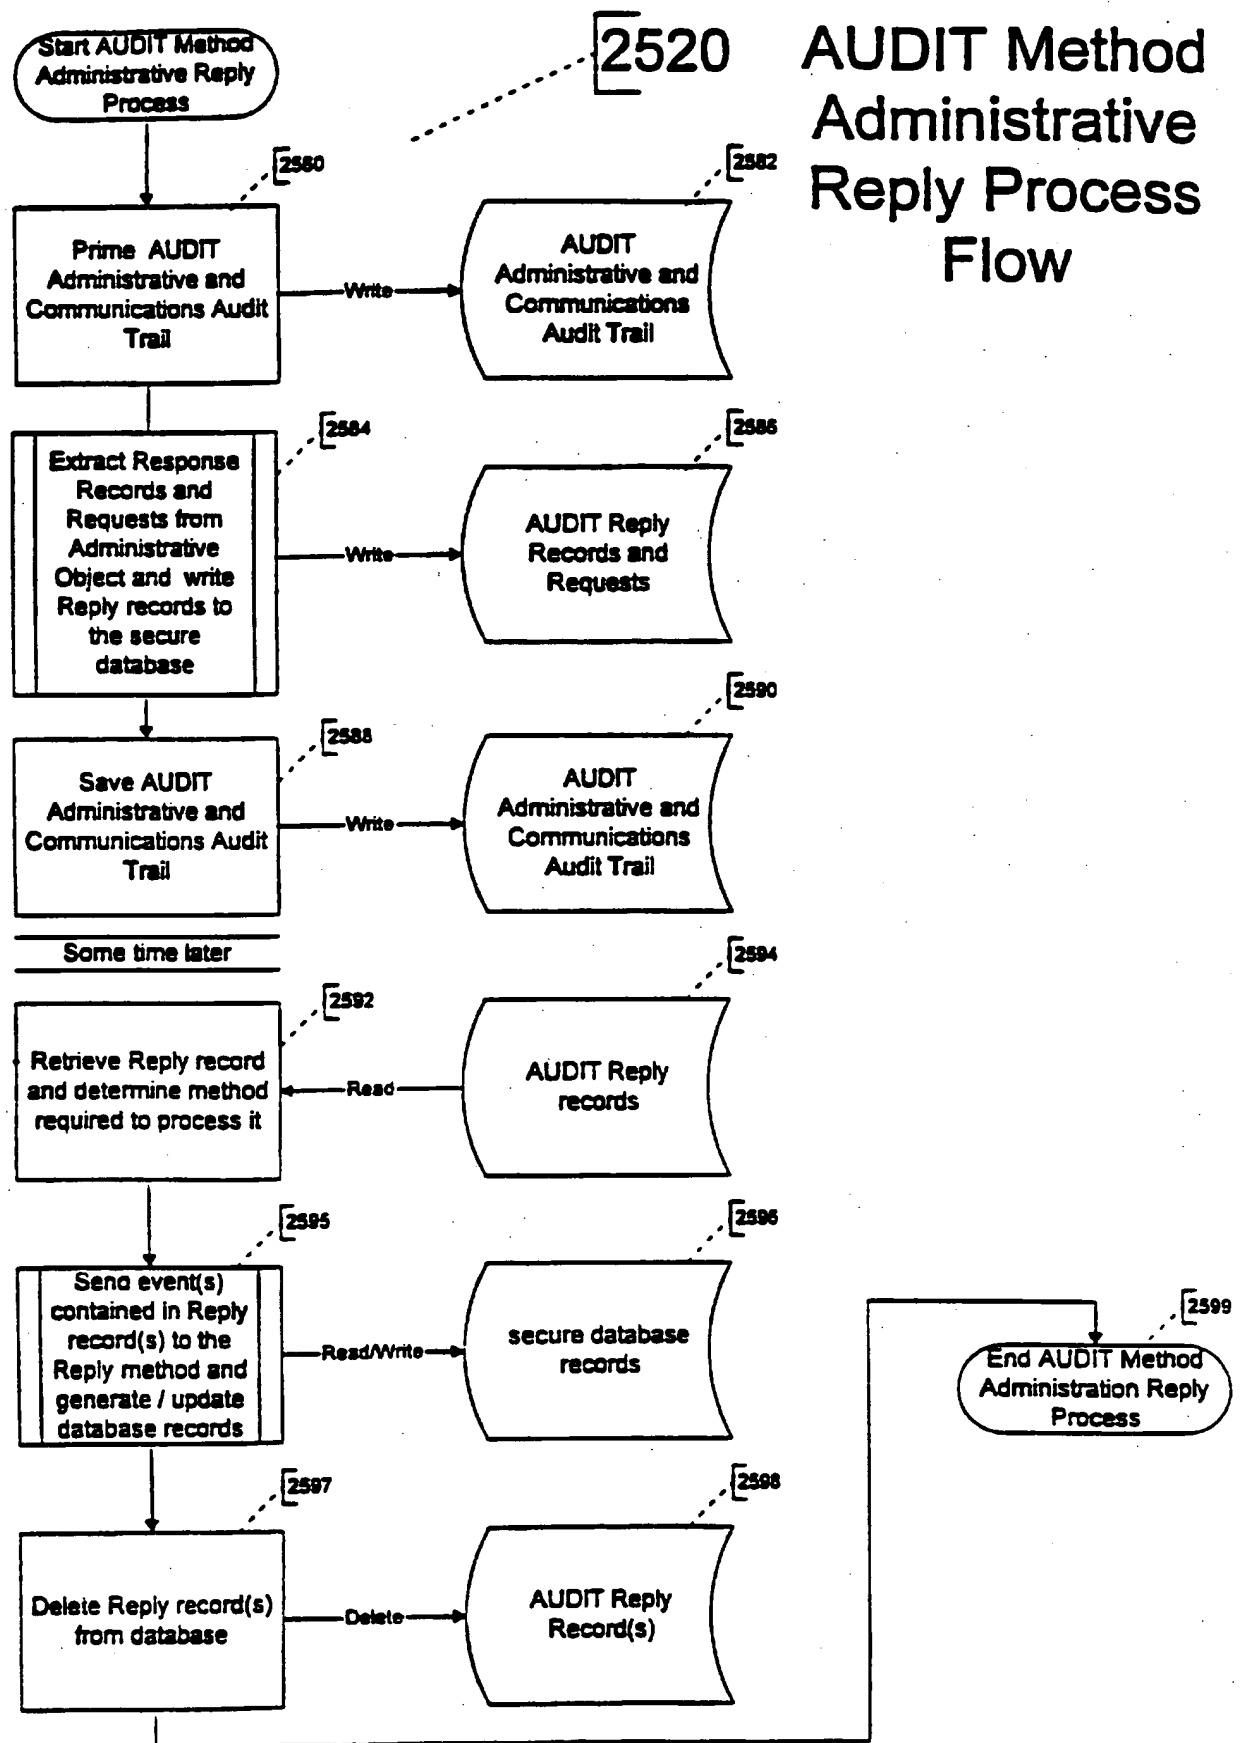 Start AUDIT Method
Administrative Reply
Process
2520
AUDIT Method
Administrative
Reply Process
Flow
2580
Prime AUDIT
Administrative and
Communications Audit
Trail
Write
2582
AUDIT
Administrative and
Communications
Audit Trail
2584
Extract Response
Records and
Requests from
Administrative
Object and write
Reply records to
the secure
database
Write
2586
AUDIT Reply
Records and
Requests
2588
Save AUDIT
Administrative and
Communications Audit
Trail
Write
2590
AUDIT
Administrative and
Communications
Audit Trail
Some time later
2592
Retrieve Reply record
and determine method
required to process it
Read
2594
AUDIT Reply
records
2595
Send event(s)
contained in Reply
record(s) to the
Reply method and
generate / update
database records
Read/Write
2596
secure database
records
2597
Delete Reply record(s)
from database
Delete
2598
AUDIT Reply
Record(s)
2599
End AUDIT Method
Administration Reply
Process